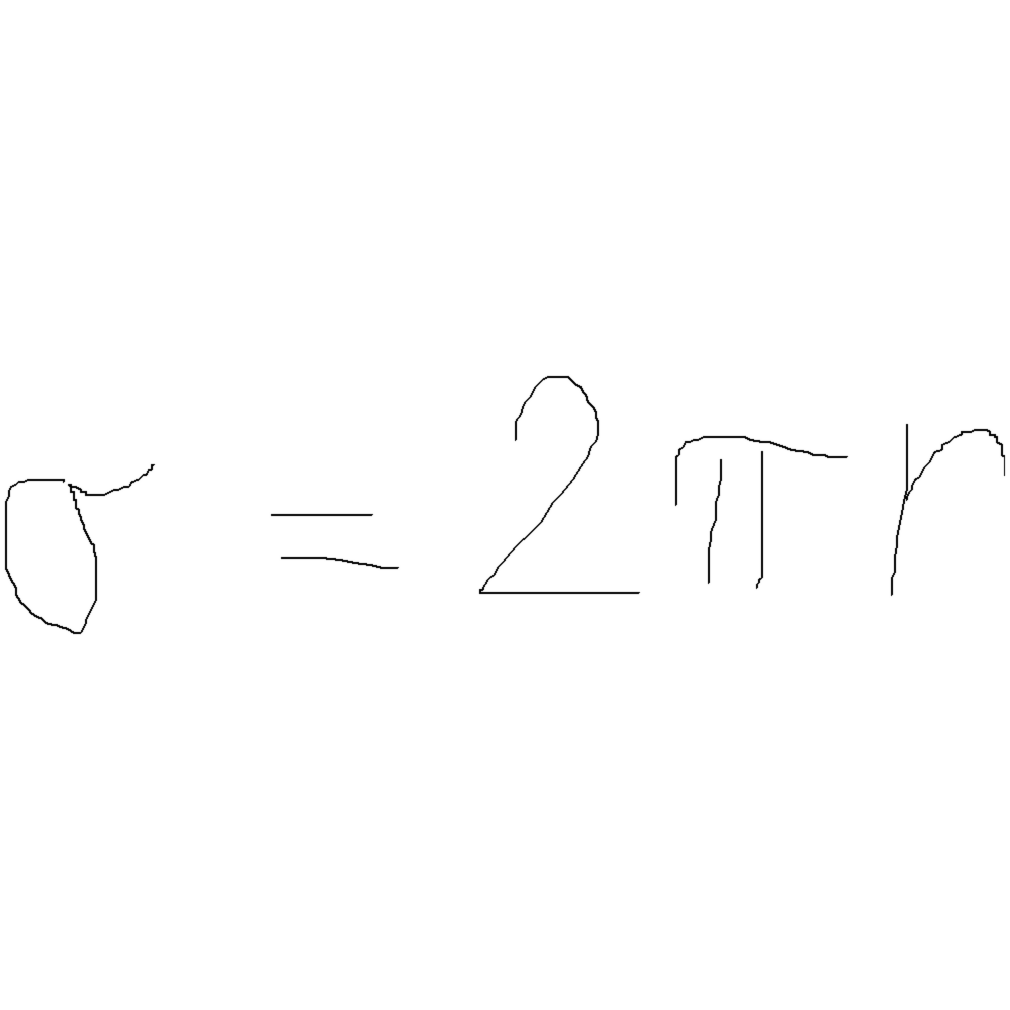 σ = 2πr